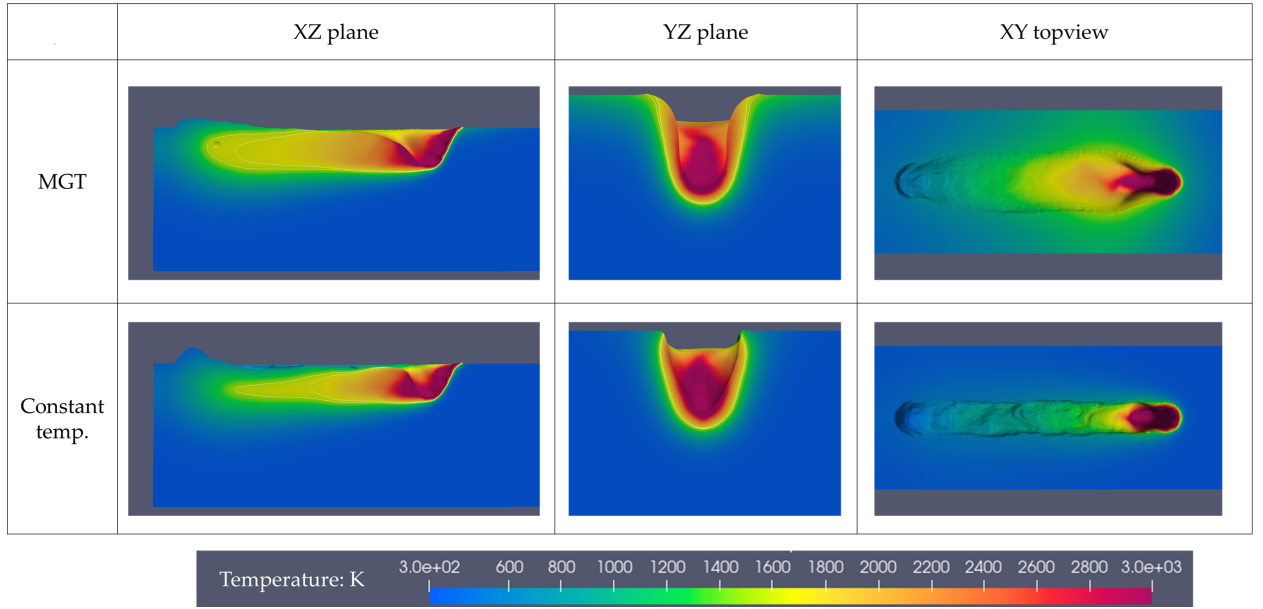 XZ plane YZ plane XY topview
MGT
Constant
temp.
Temperature: K 3.0e+02 600 800 1000 1200 1400 1600 1800 2000 2200 2400 2600 2800 3.0e+03